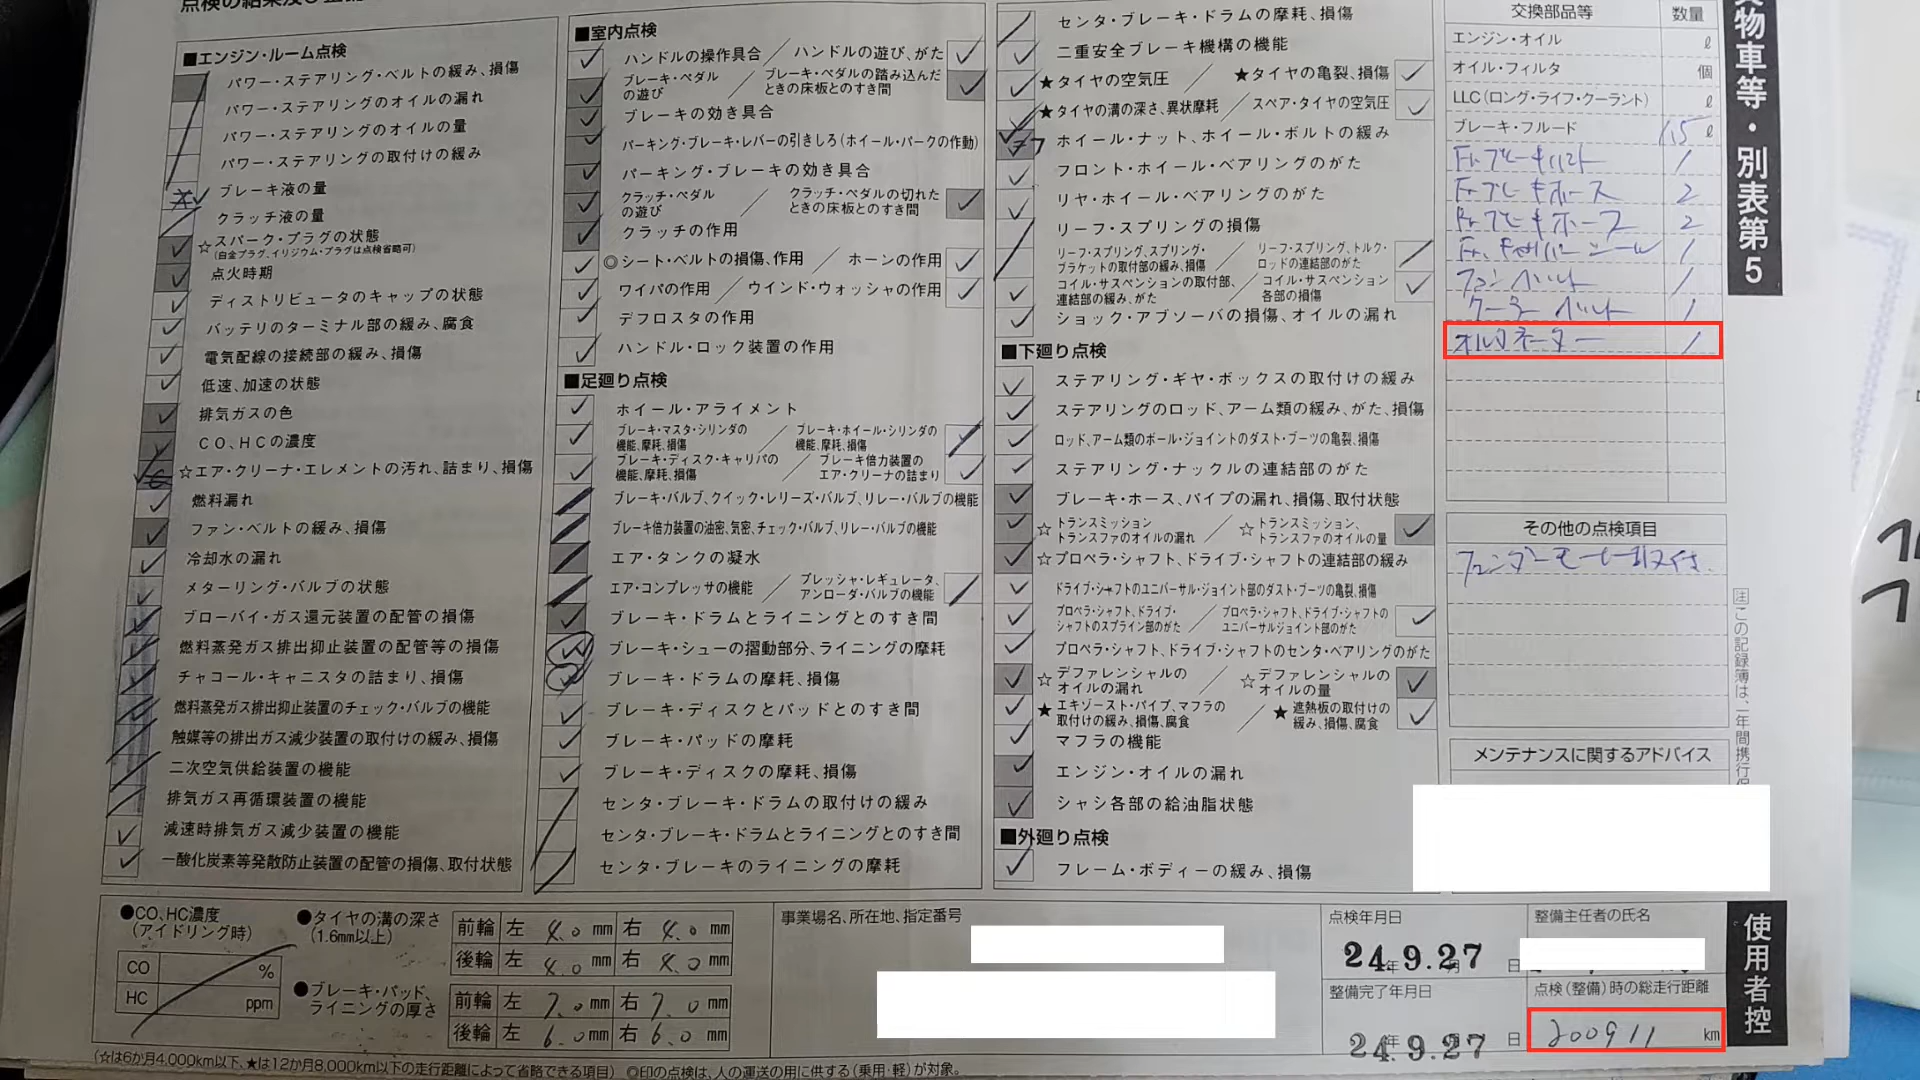 ■エンジン・ルーム点検
パワー・ステアリング・ベルトの緩み、損傷
パワー・ステアリングのオイルの漏れ
パワー・ステアリングのオイルの量
パワー・ステアリングの取付けの緩み
ブレーキ液の量
クラッチ液の量
☆スパーク・プラグの状態
(白金プラグ、イリジウム・プラグは点検省略可)
点火時期
ディストリビュータのキャップの状態
バッテリのターミナル部の緩み、腐食
電気配線の接続部の緩み、損傷
低速、加速の状態
排気ガスの色
CO、HCの濃度
☆エア・クリーナ・エレメントの汚れ、詰まり、損傷
燃料漏れ
ファン・ベルトの緩み、損傷
冷却水の漏れ
メターリング・バルブの状態
ブローバイ・ガス還元装置の配管の損傷
燃料蒸発ガス排出抑止装置の配管等の損傷
チャコール・キャニスタの詰まり、損傷
燃料蒸発ガス排出抑止装置のチェック・バルブの機能
触媒等の排出ガス減少装置の取付けの緩み、損傷
二次空気供給装置の機能
排気ガス再循環装置の機能
減速時排気ガス減少装置の機能
一酸化炭素等発散防止装置の配管の損傷、取付状態
■室内点検
ハンドルの操作具合／ハンドルの遊び、がた
ブレーキ・ペダルの遊び／ブレーキ・ペダルの踏み込んだときの床板とのすき間
ブレーキの効き具合
パーキング・ブレーキ・レバーの引きしろ(ホイール・パークの作動)
パーキング・ブレーキの効き具合
クラッチ・ペダルの遊び／クラッチ・ペダルの切れたときの床板とのすき間
クラッチの作用
◎シート・ベルトの損傷、作用／ホーンの作用
ワイパの作用／ウインド・ウォッシャの作用
デフロスタの作用
ハンドル・ロック装置の作用
■足廻り点検
ホイール・アライメント
ブレーキ・マスタ・シリンダの機能、摩耗、損傷／ブレーキ・ホイール・シリンダの機能、摩耗、損傷
ブレーキ・ディスク・キャリパの機能、摩耗、損傷／ブレーキ倍力装置のエア・クリーナの詰まり
ブレーキ・バルブ、クイック・レリーズ・バルブ、リレー・バルブの機能
ブレーキ倍力装置の油密、気密、チェック・バルブ、リレー・バルブの機能
エア・タンクの凝水
エア・コンプレッサの機能／プレッシャ・レギュレータ、アンローダ・バルブの機能
ブレーキ・ドラムとライニングとのすき間
ブレーキ・シューの摺動部分、ライニングの摩耗
ブレーキ・ドラムの摩耗、損傷
ブレーキ・ディスクとパッドとのすき間
ブレーキ・パッドの摩耗
ブレーキ・ディスクの摩耗、損傷
センタ・ブレーキ・ドラムの取付けの緩み
センタ・ブレーキ・ドラムとライニングとのすき間
センタ・ブレーキのライニングの摩耗
センタ・ブレーキ・ドラムの摩耗、損傷
二重安全ブレーキ機構の機能
★タイヤの空気圧／★タイヤの亀裂、損傷
★タイヤの溝の深さ、異状摩耗／スペア・タイヤの空気圧
ホイール・ナット、ホイール・ボルトの緩み
フロント・ホイール・ベアリングのがた
リヤ・ホイール・ベアリングのがた
リーフ・スプリングの損傷
リーフ・スプリング、スプリング・ブラケットの取付部の緩み、損傷／リーフ・スプリング、トルク・ロッドの連結部のがた
コイル・サスペンションの取付部、連結部の緩み、がた／コイル・サスペンション各部の損傷
ショック・アブソーバの損傷、オイルの漏れ
■下廻り点検
ステアリング・ギヤ・ボックスの取付けの緩み
ステアリングのロッド、アーム類の緩み、がた、損傷
ロッド、アーム類のボール・ジョイントのダスト・ブーツの亀裂、損傷
ステアリング・ナックルの連結部のがた
ブレーキ・ホース、パイプの漏れ、損傷、取付状態
☆トランスミッション、トランスファのオイルの漏れ／☆トランスミッション、トランスファのオイルの量
☆プロペラ・シャフト、ドライブ・シャフトの連結部の緩み
ドライブ・シャフトのユニバーサル・ジョイント部のダスト・ブーツの亀裂、損傷
プロペラ・シャフト、ドライブ・シャフトのスプライン部のがた／プロペラ・シャフト、ドライブ・シャフトのユニバーサルジョイント部のがた
プロペラ・シャフト、ドライブ・シャフトのセンタ・ベアリングのがた
☆デファレンシャルのオイルの漏れ／☆デファレンシャルのオイルの量
★エキゾースト・パイプ、マフラの取付けの緩み、損傷、腐食／★遮熱板の取付けの緩み、損傷、腐食
マフラの機能
エンジン・オイルの漏れ
シャシ各部の給油脂状態
■外廻り点検
フレーム・ボディーの緩み、損傷
交換部品等 数量
エンジン・オイル ℓ
オイル・フィルタ 個
LLC(ロング・ライフ・クーラント) ℓ
ブレーキ・フルード 1.5 ℓ
Fr.ブレーキパット 1
Fr.ブレーキホース 2
Rr.ブレーキホース 2
Fr.キャリパーシール 1
ファンベルト 1
クーラーベルト 1
オルタネーター 1
その他の点検項目
フェンダーモール取付.
メンテナンスに関するアドバイス
物車等・別表第5
㊟この記録簿は、一年間携行
使用者控
●CO、HC濃度
(アイドリング時)
CO %
HC ppm
●タイヤの溝の深さ
(1.6mm以上)
前輪 左 4.0 mm 右 4.0 mm
後輪 左 4.0 mm 右 4.0 mm
●ブレーキ・パッド、ライニングの厚さ
前輪 左 7.0 mm 右 7.0 mm
後輪 左 6.0 mm 右 6.0 mm
事業場名、所在地、指定番号
点検年月日
24年9月27日
整備完了年月日
24年9月27日
整備主任者の氏名
点検(整備)時の総走行距離
200911 km
(☆は6か月4,000km以下、★は12か月8,000km以下の走行距離によって省略できる項目) ◎印の点検は、人の運送の用に供する(乗用・軽)が対象。